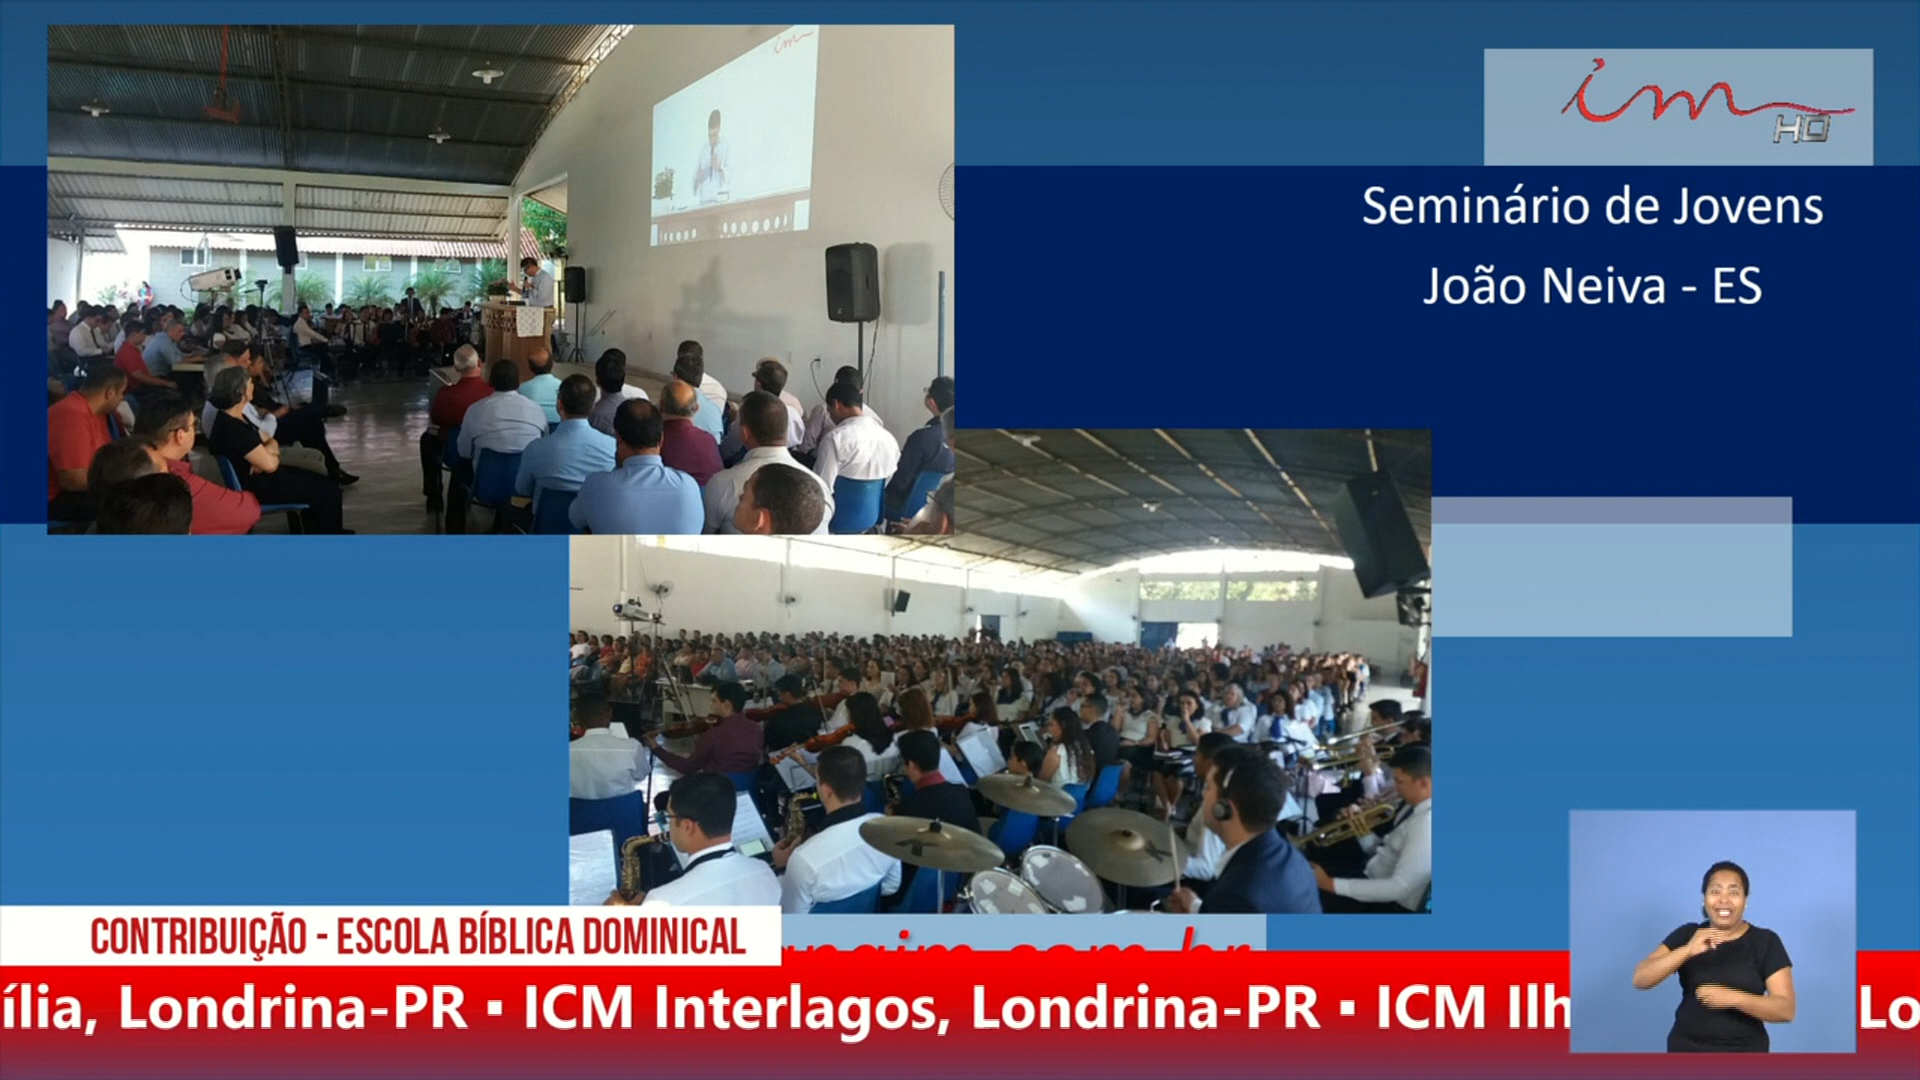 im
HD
Seminário de Jovens
João Neiva - ES
CONTRIBUIÇÃO - ESCOLA BÍBLICA DOMINICAL
ília, Londrina-PR ▪ ICM Interlagos, Londrina-PR ▪ ICM Ilh Lo